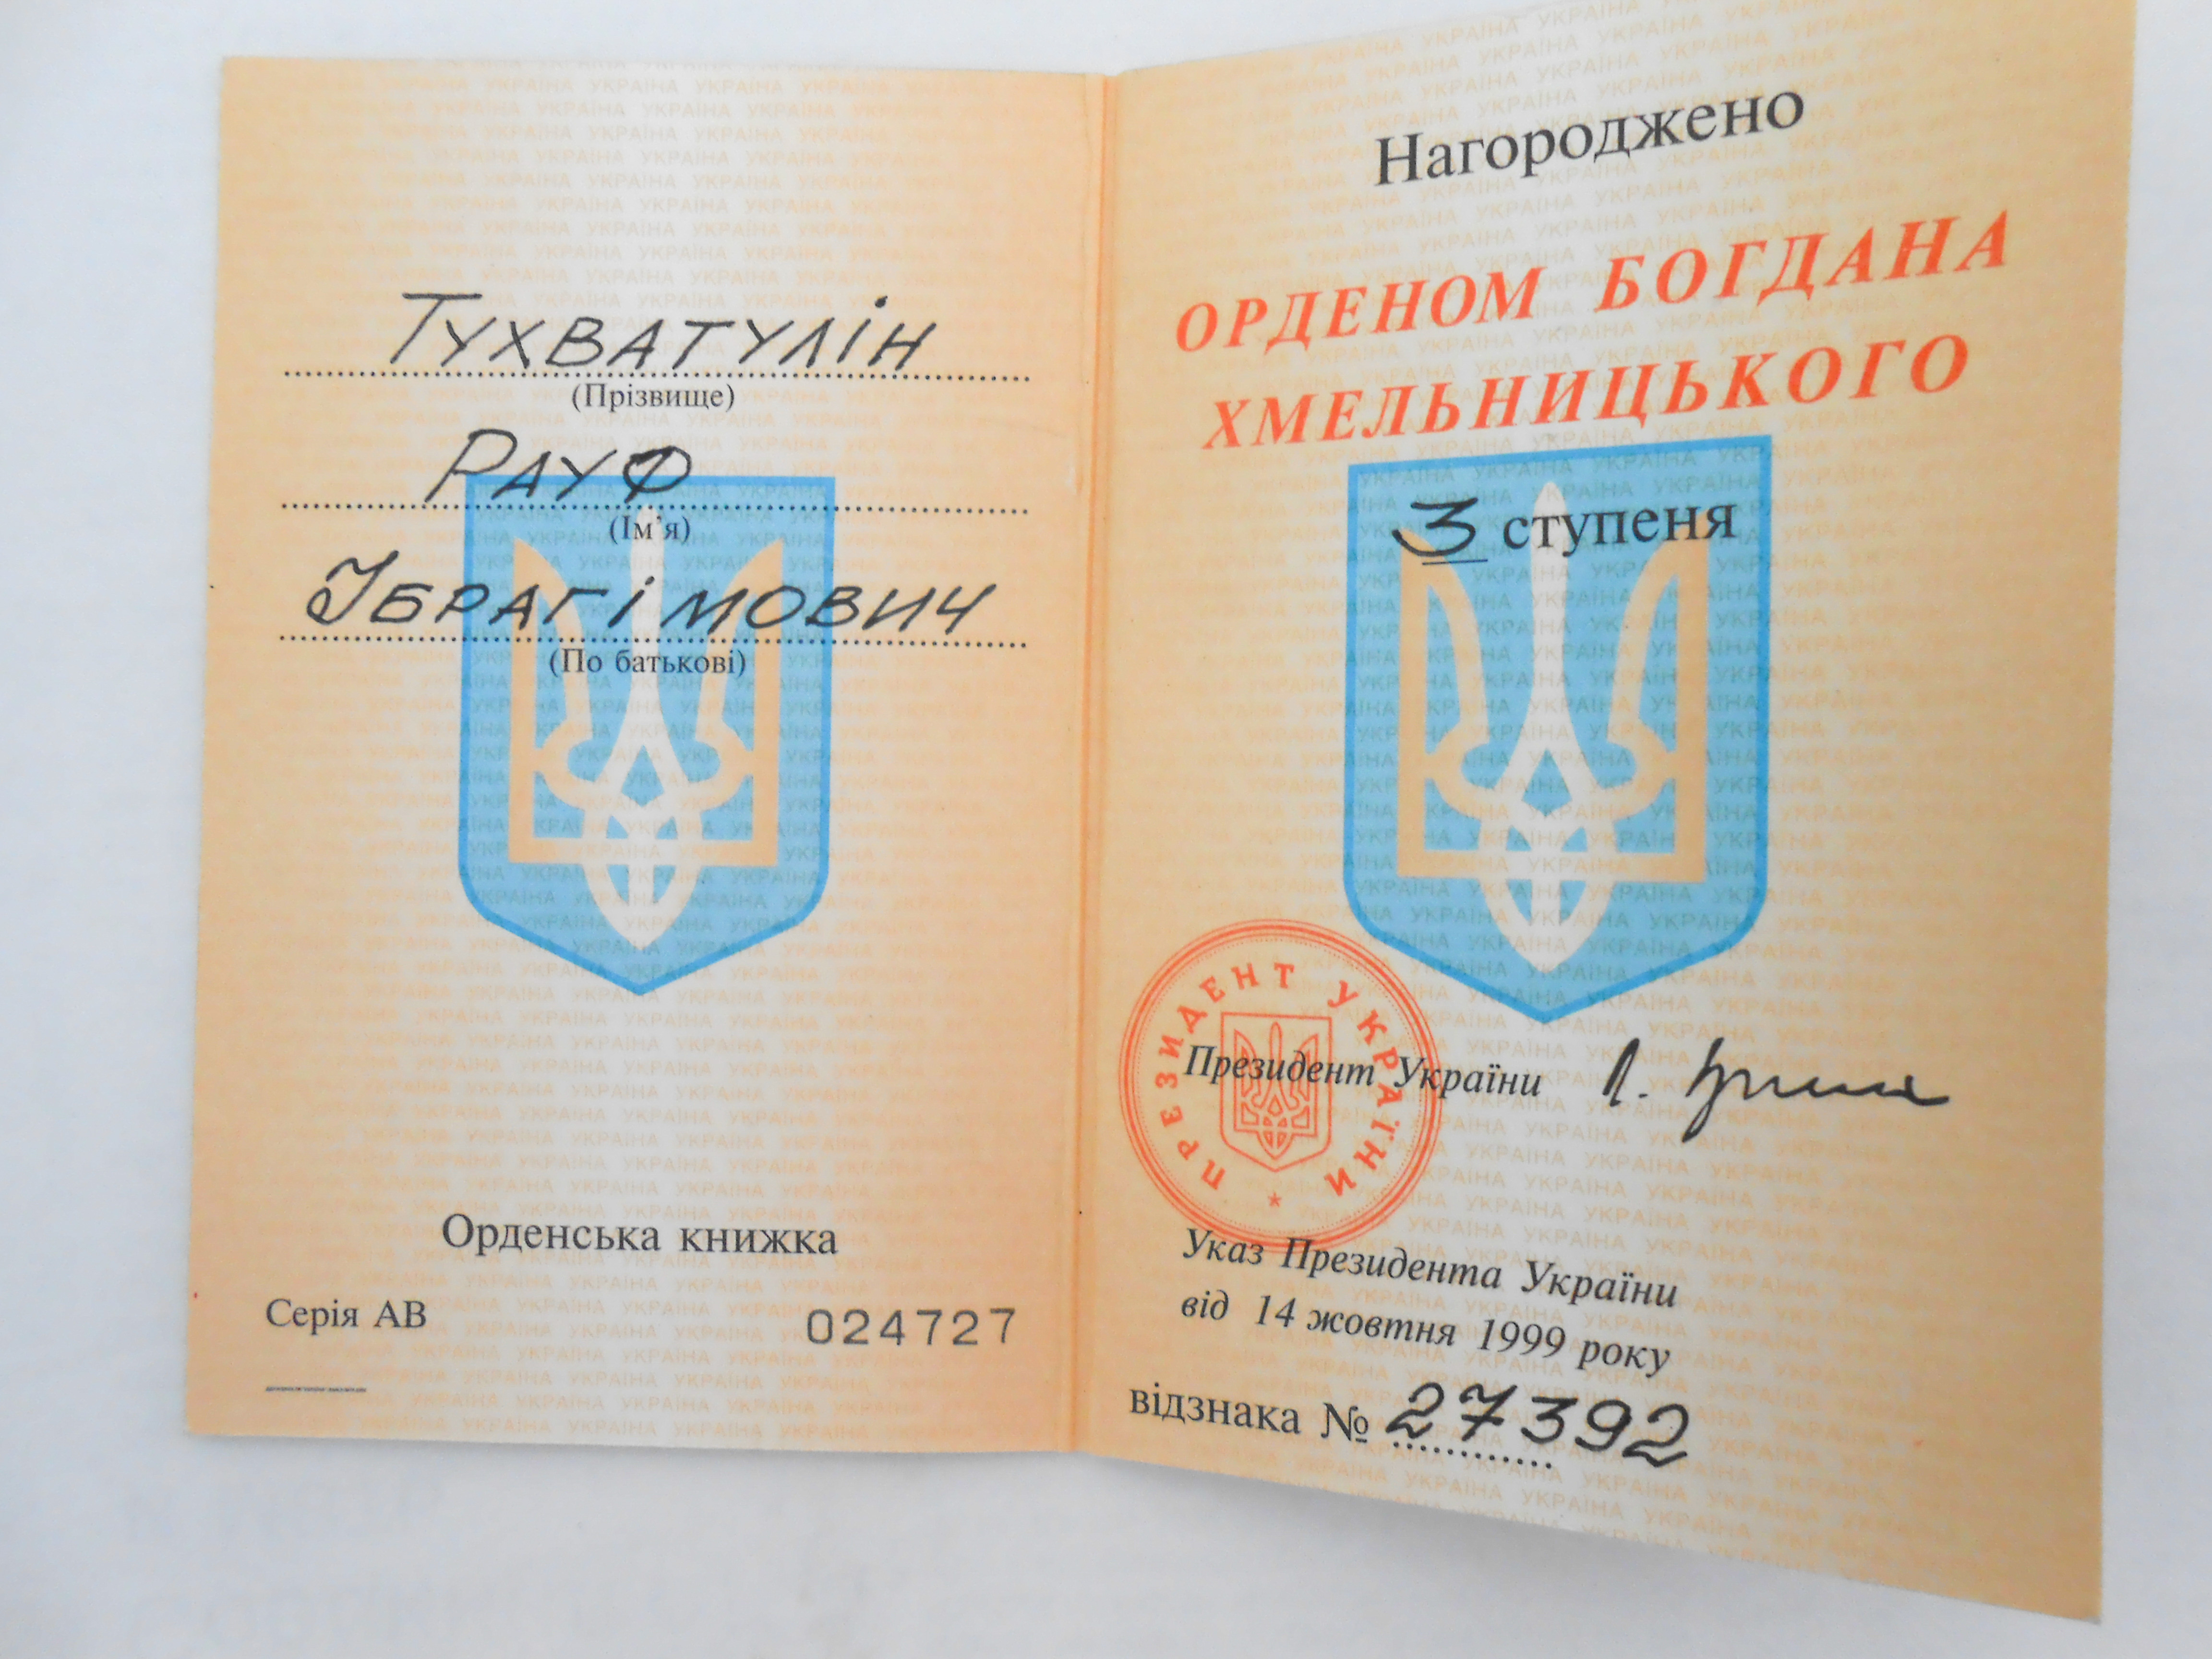 Тухватулін
(Прізвище)
Рауф
(Ім'я)
Ібрагімович
(По батькові)
Орденська книжка
Серія АВ 024727
Нагороджено
ОРДЕНОМ БОГДАНА
ХМЕЛЬНИЦЬКОГО
3 ступеня
ПРЕЗИДЕНТ УКРАЇНИ
Президент України
Указ Президента України
від 14 жовтня 1999 року
відзнака № 27392